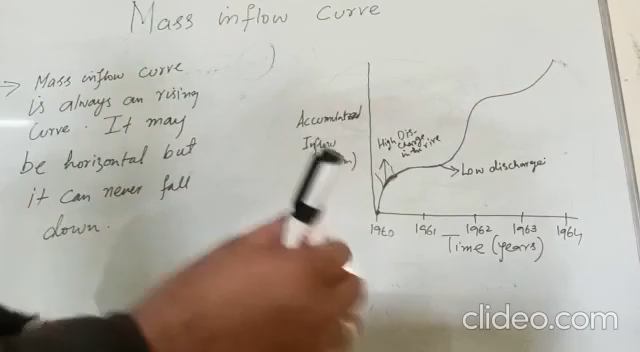 Mass inflow Curve
→ Mass inflow curve
is always an rising
Curve. It may
be horizontal but
it can never fall
down.
Accumulated
Inflow
High Dis-
charge
in the rive
Low discharge
1960 1961 1962 1963 1964
Time (years)
clideo.com